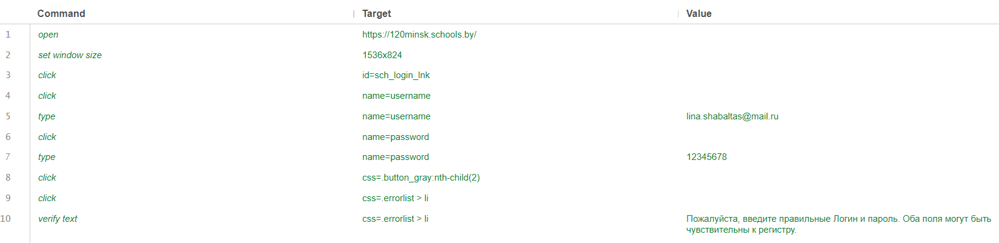 Command Target Value
1 open https://120minsk.schools.by/
2 set window size 1536x824
3 click id=sch_login_lnk
4 click name=username
5 type name=username lina.shabaltas@mail.ru
6 click name=password
7 type name=password 12345678
8 click css=.button_gray:nth-child(2)
9 click css=.errorlist > li
10 verify text css=.errorlist > li Пожалуйста, введите правильные Логин и пароль. Оба поля могут быть
чувствительны к регистру.